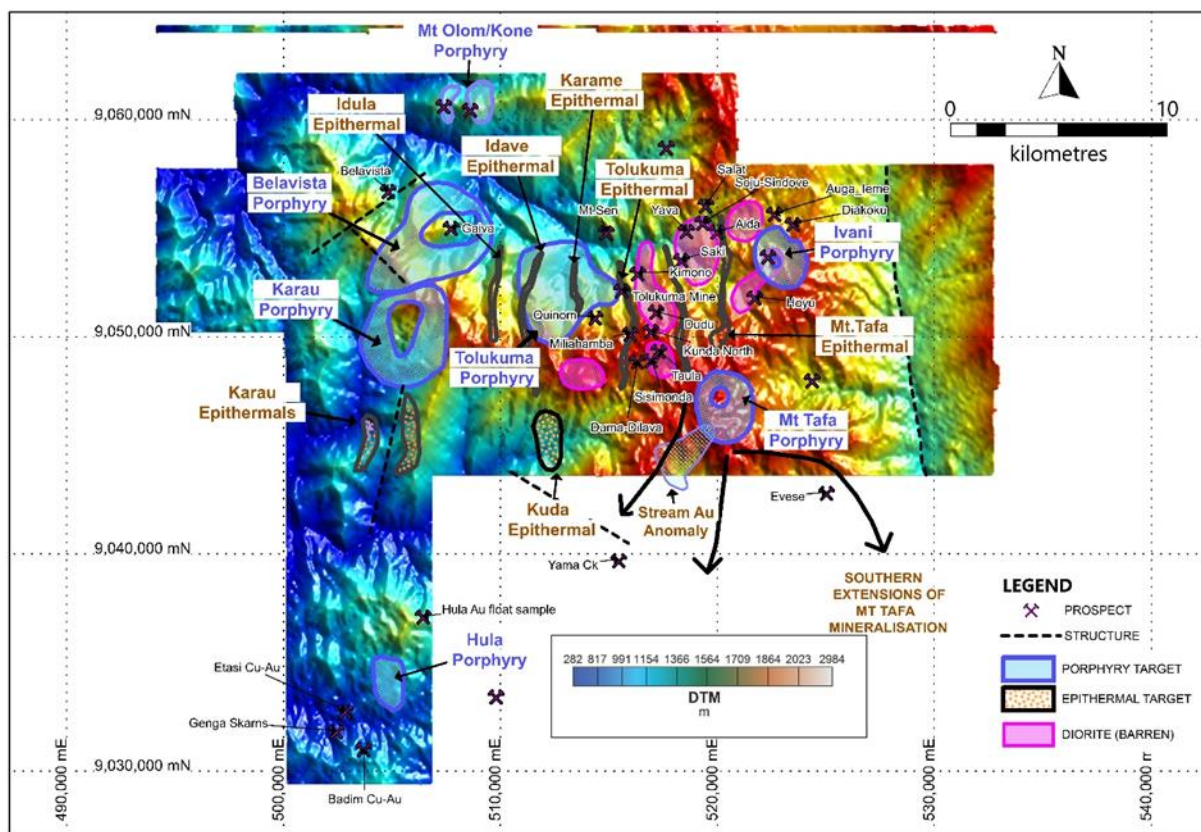 Mt Olom/Kone
Porphyry
Karame
Epithermal
N
9,060,000 mN
Idula
Epithermal
0
10
kilometres
Idave
Epithermal
Tolukuma
Epithermal
Salat
Soju-Sindove
Belavista
Auga_Ieme
Belavista
Porphyry
Mt Sen
Yava
Aida
Diakoku
Gaiva
Ivani
Porphyry
Saki
Kimono
Karau
Porphyry
Tolukuma Mine
Hoyu
Quinom
Dudu
9,050,000 mN
Mt.Tafa
Epithermal
Miliahamba
Kunda North
Tolukuma
Porphyry
Taula
Karau
Epithermals
Sisimonda
Mt Tafa
Porphyry
Duma-Dilava
Kuda
Epithermal
Stream Au
Anomaly
Evese
9,040,000 mN
Yama Ck
SOUTHERN
EXTENSIONS OF
MT TAFA
MINERALISATION
LEGEND
PROSPECT
STRUCTURE
PORPHYRY TARGET
EPITHERMAL TARGET
DIORITE (BARREN)
Hula Au float sample
Hula
Porphyry
282 817 991 1154 1366 1564 1709 1864 2023 2984
DTM
m
Etasi Cu-Au
Genga Skarns
9,030,000 mN
Badim Cu-Au
490,000 mE
500,000 mE
510,000 mE
520,000 mE
530,000 mE
540,000 m